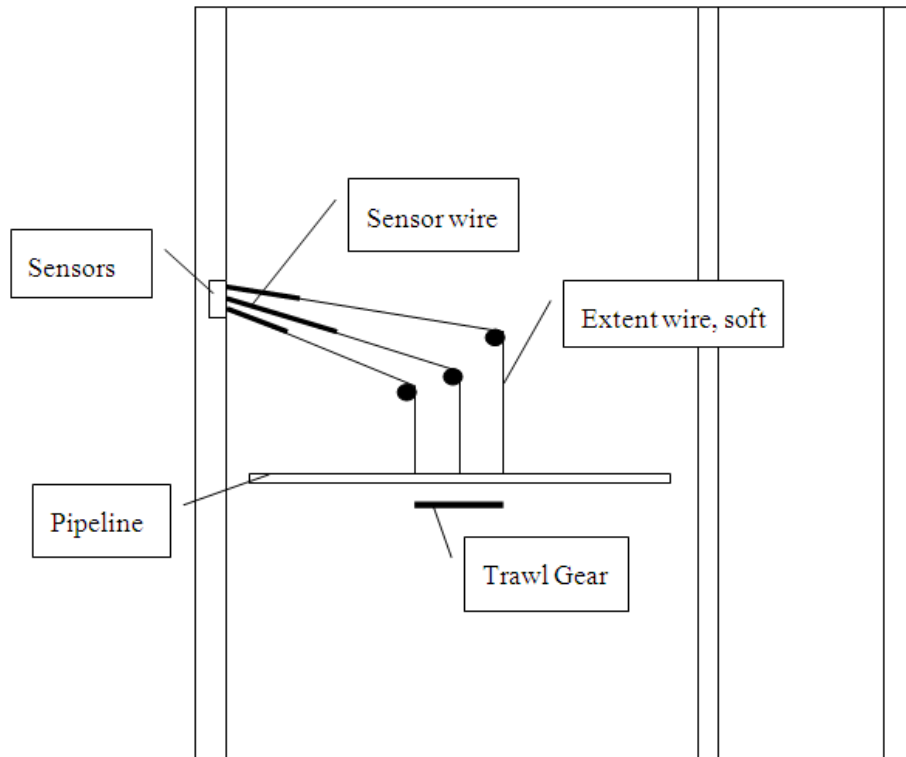 Sensor wire
Sensors
Extent wire, soft
Pipeline
Trawl Gear